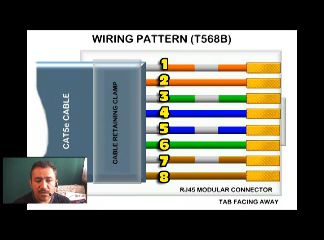 WIRING PATTERN (T568B)
CAT5e CABLE
CABLE RETAINING CLAMP
1
2
3
4
5
6
7
8
RJ45 MODULAR CONNECTOR
TAB FACING AWAY